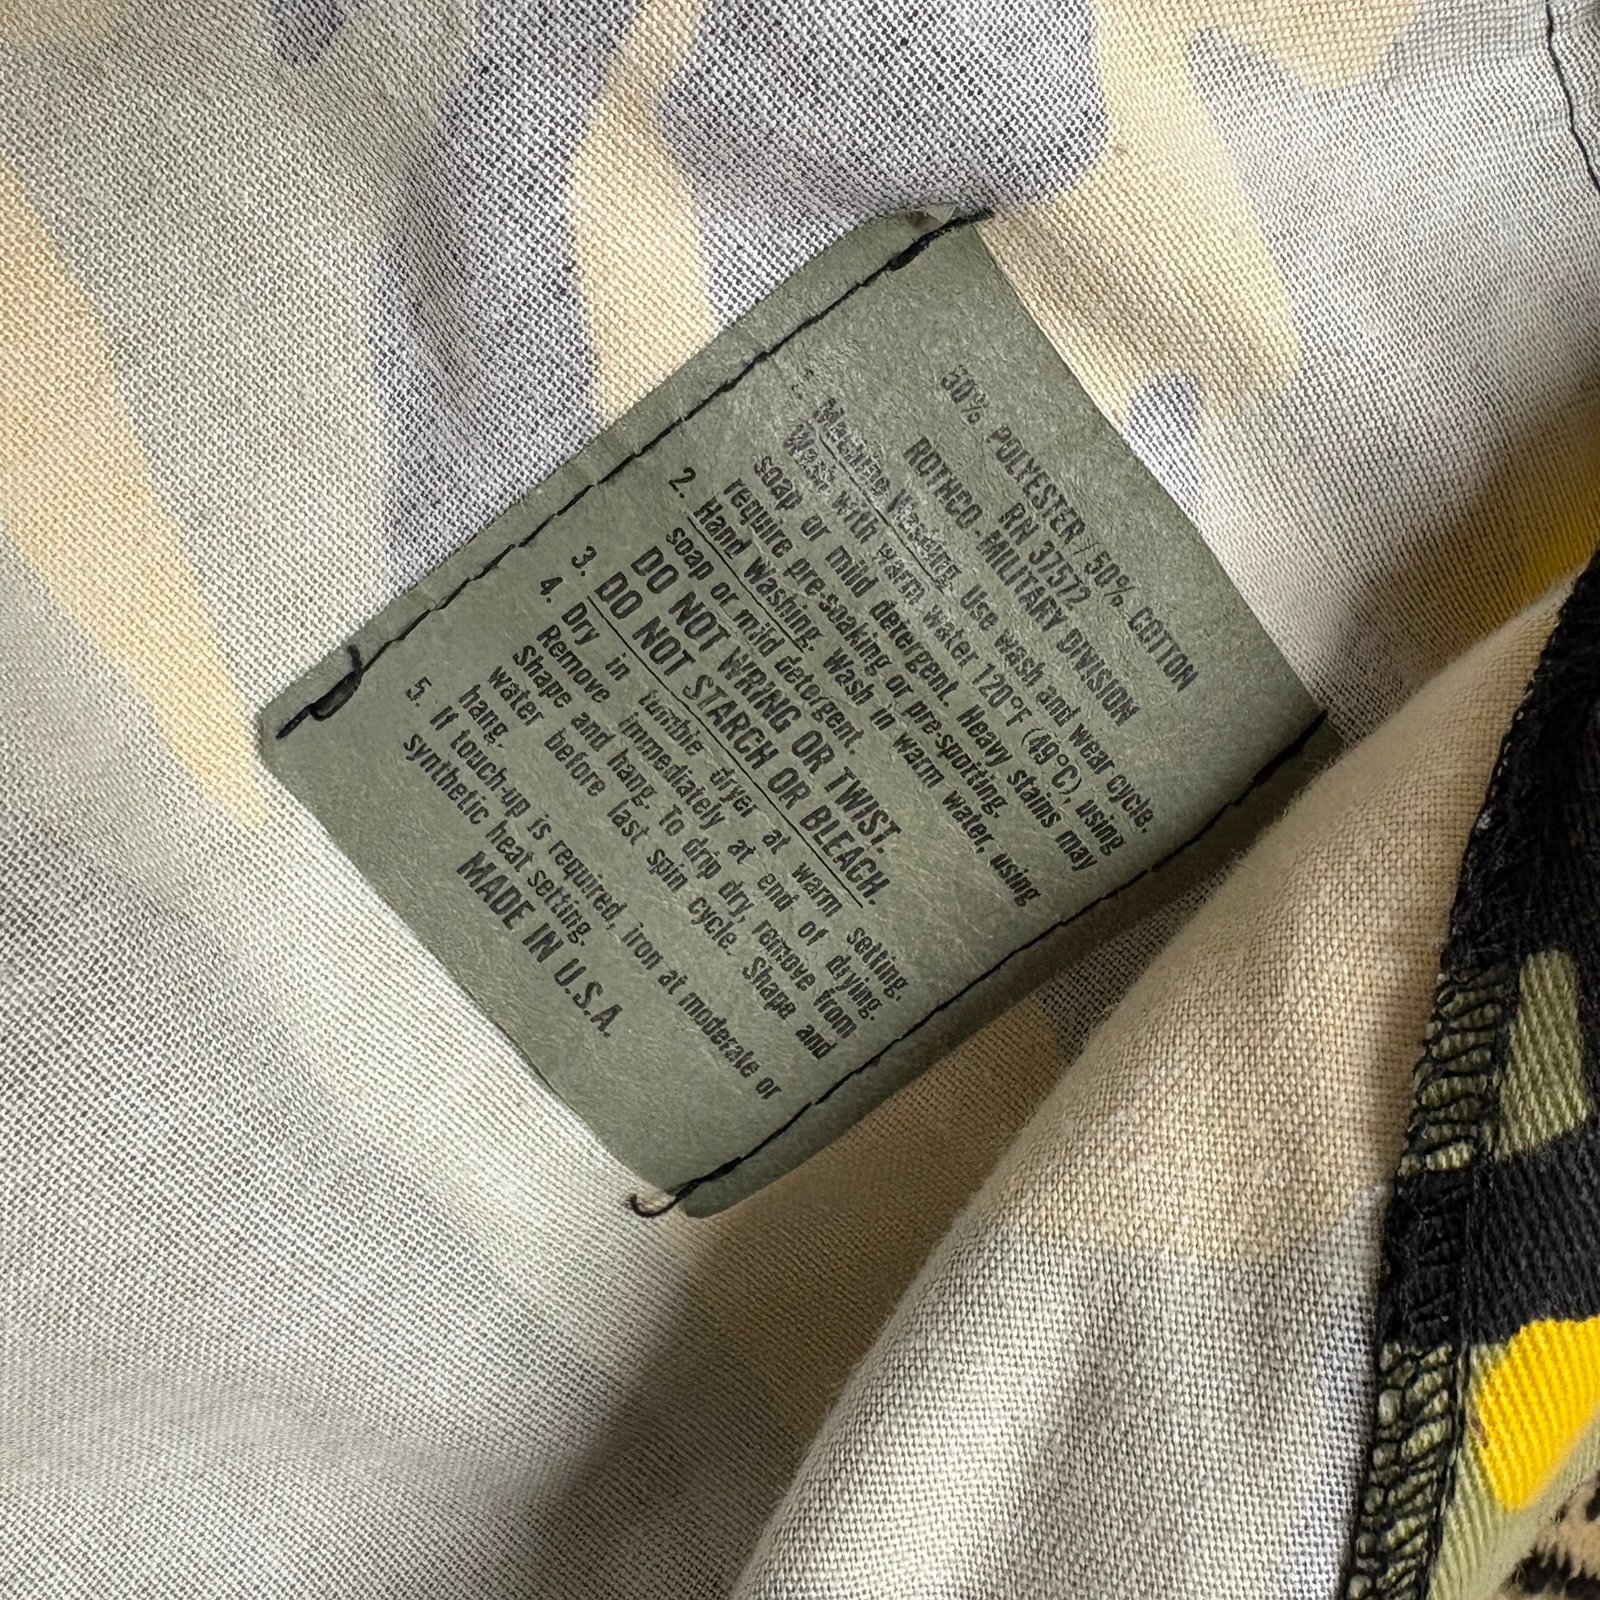 50% POLYESTER / 50% COTTON
RN 37572
ROTHCO-MILITARY DIVISION
1. Machine Washing. Use wash and wear cycle.
Wash with warm water 120°F (49°C), using
soap or mild detergent. Heavy stains may
require pre-soaking or pre-spotting.
2. Hand Washing. Wash in warm water, using
soap or mild detergent.
DO NOT WRING OR TWIST.
3. DO NOT STARCH OR BLEACH.
4. Dry in tumble dryer at warm setting.
Remove immediately at end of drying.
Shape and hang. To drip dry, remove from
water before last spin cycle. Shape and
hang.
5. If touch-up is required, iron at moderate or
synthetic heat setting.
MADE IN U.S.A.